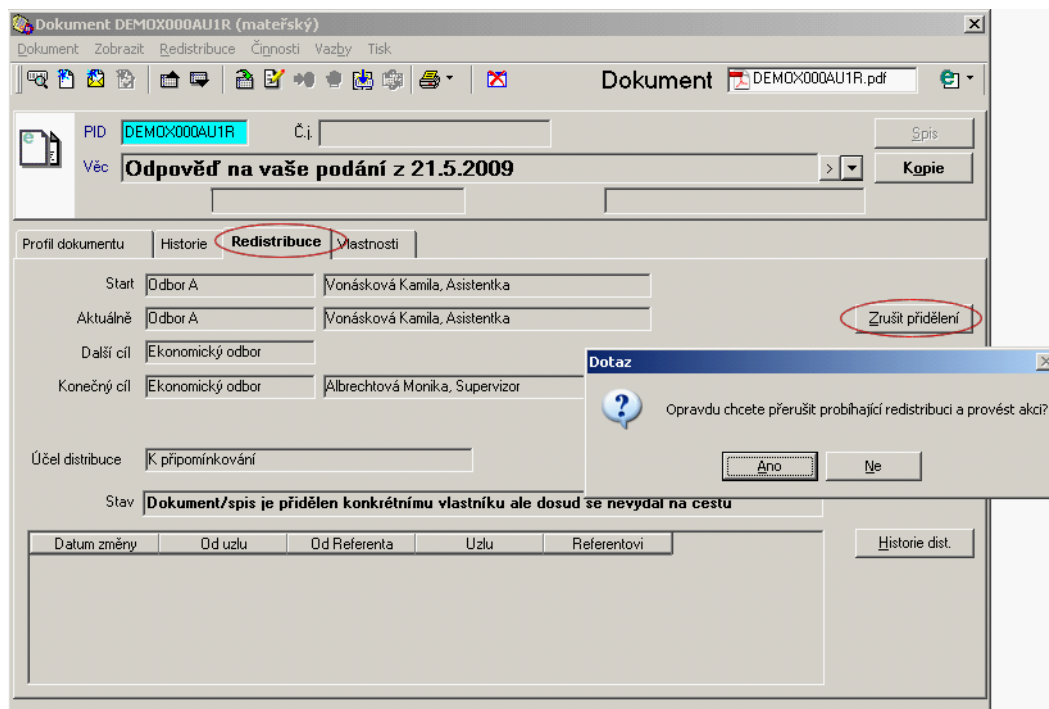 Dokument DEMOX000AU1R (mateřský)
Dokument Zobrazit Redistribuce Činnosti Vazby Tisk
Dokument DEMOX000AU1R.pdf
PID DEMOX000AU1R Č.j. Spis
Věc Odpověď na vaše podání z 21.5.2009 > Kopie
Profil dokumentu Historie Redistribuce Vlastnosti
Start Odbor A Vonásková Kamila, Asistentka
Aktuálně Odbor A Vonásková Kamila, Asistentka Zrušit přidělení
Další cíl Ekonomický odbor
Dotaz
Konečný cíl Ekonomický odbor Albrechtová Monika, Supervizor
Opravdu chcete přerušit probíhající redistribuci a provést akci?
Ano Ne
Účel distribuce K připomínkování
Stav Dokument/spis je přidělen konkrétnímu vlastníku ale dosud se nevydal na cestu
Datum změny Od uzlu Od Referenta Uzlu Referentovi Historie dist.